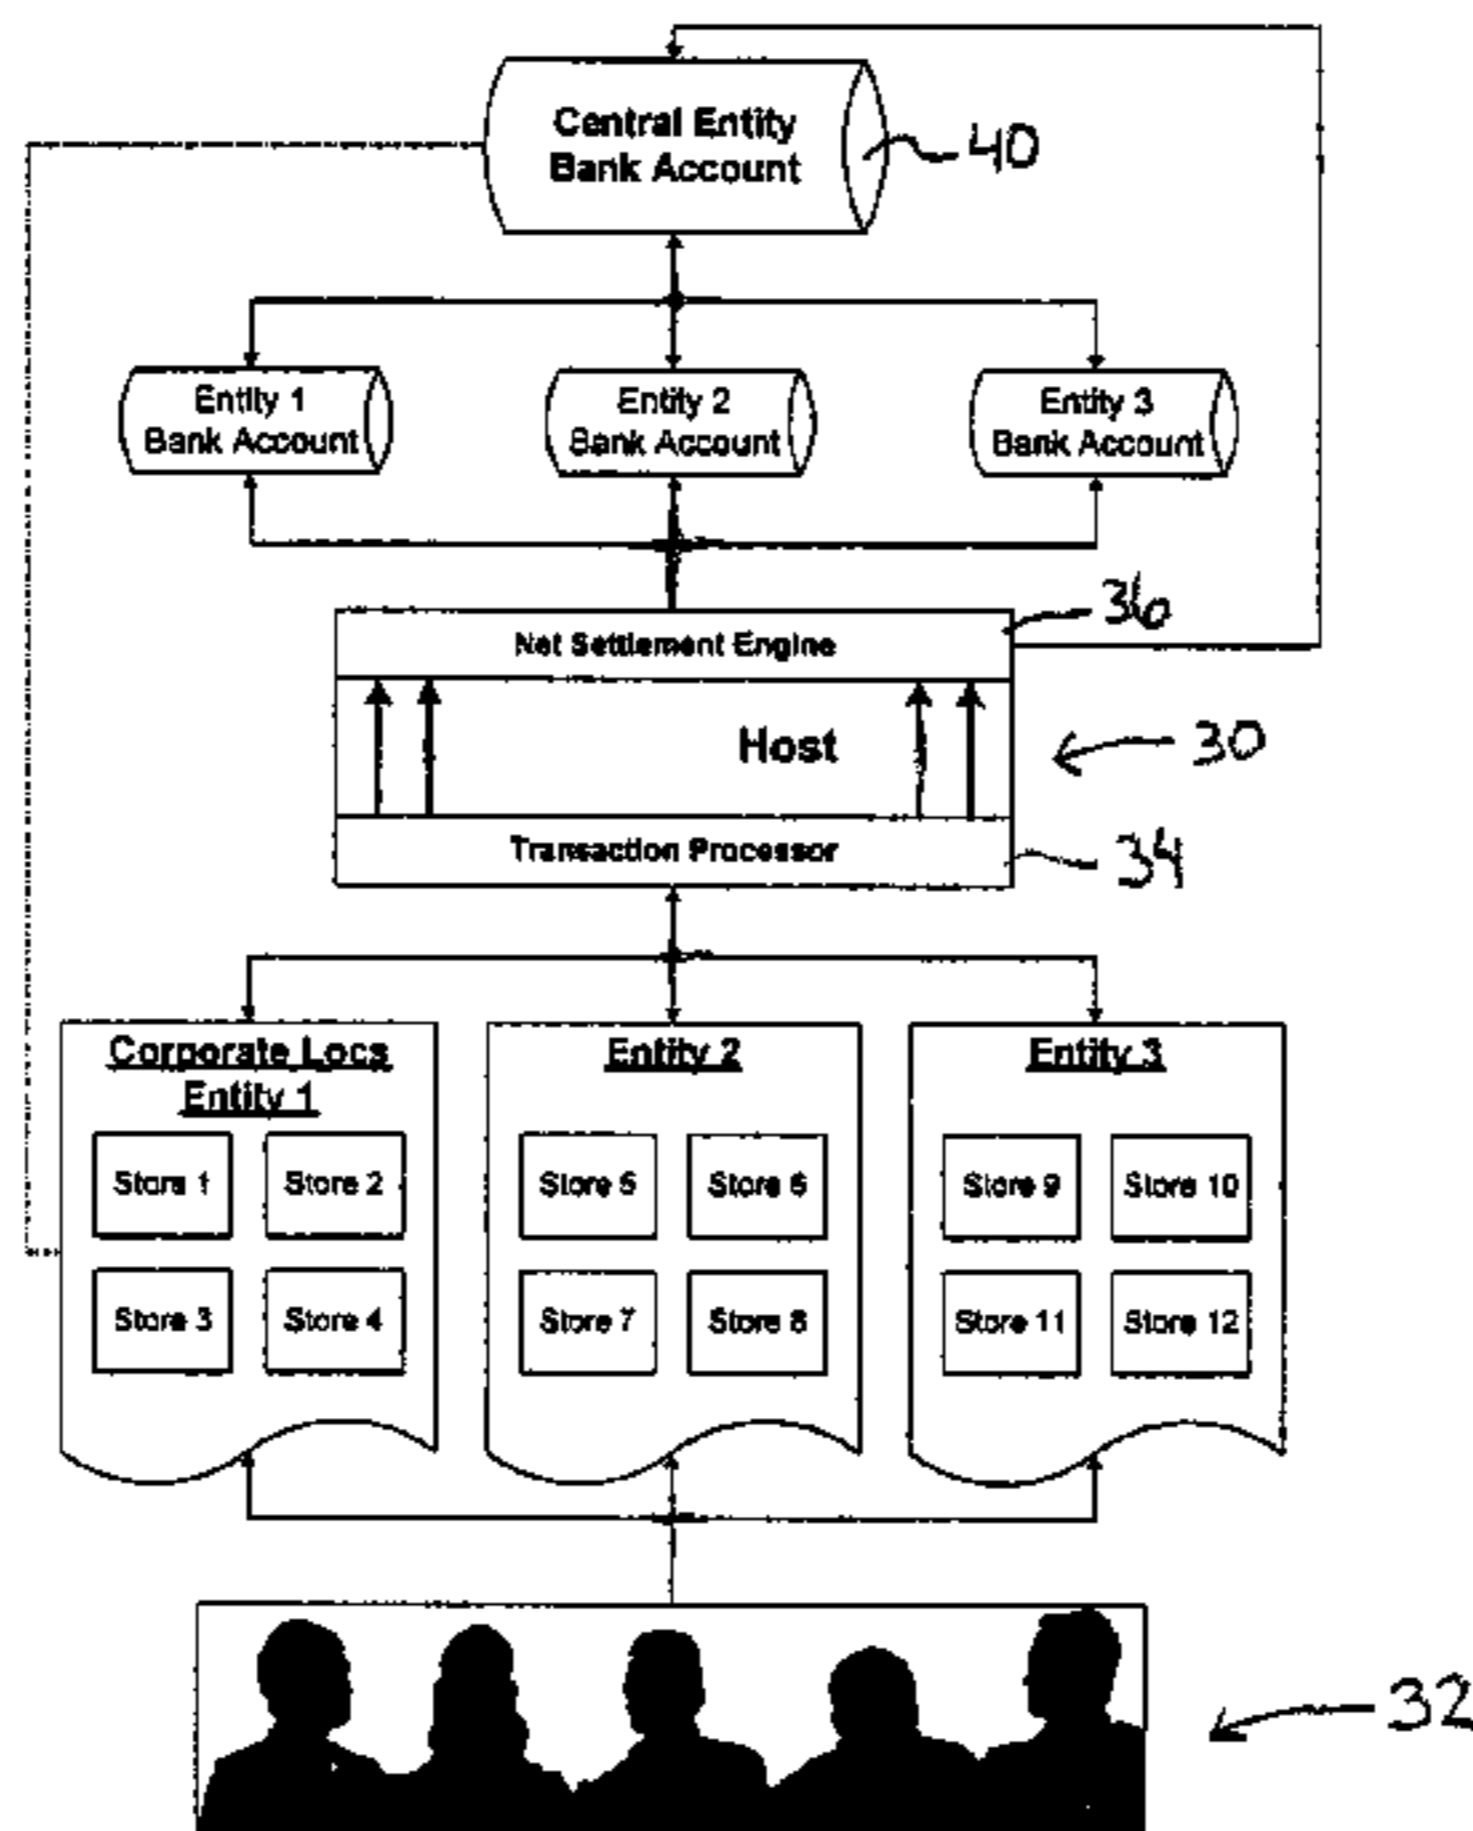 Central Entity
Bank Account
40
Entity 1
Bank Account
Entity 2
Bank Account
Entity 3
Bank Account
36
Net Settlement Engine
Host
30
Transaction Processor
34
Corporate Locs
Entity 1
Entity 2
Entity 3
Store 1
Store 2
Store 5
Store 6
Store 9
Store 10
Store 3
Store 4
Store 7
Store 8
Store 11
Store 12
32